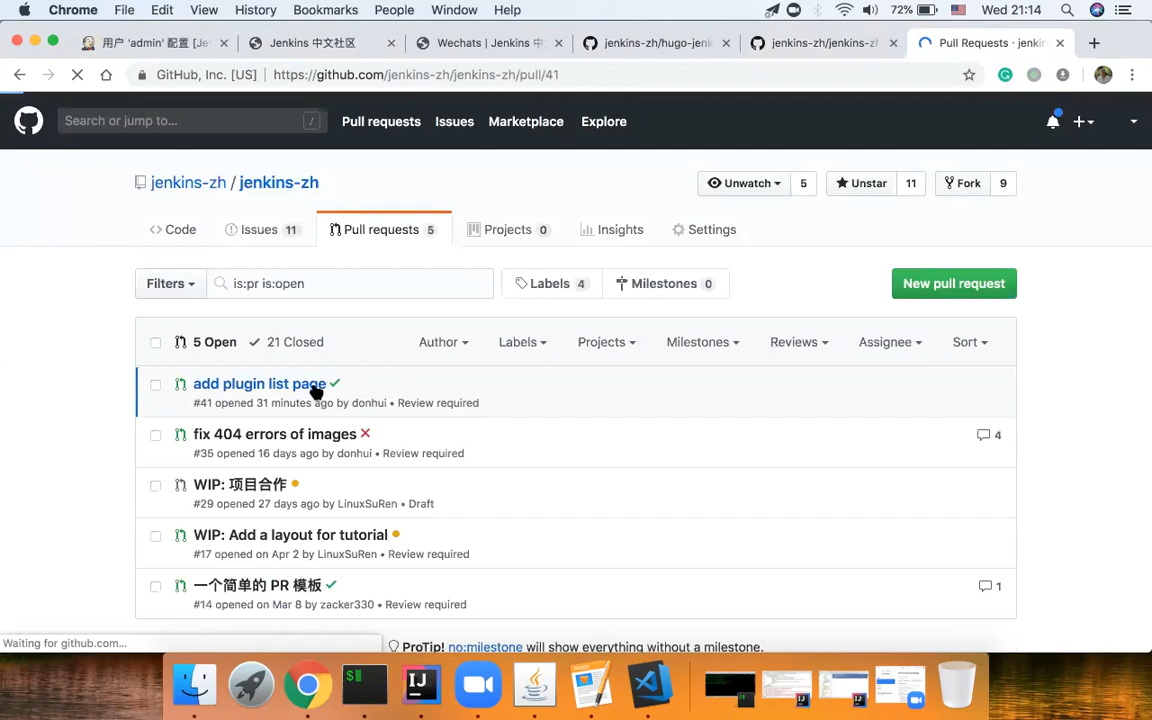 Chrome File Edit View History Bookmarks People Window Help 72% Wed 21:14
用户 'admin' 配置 [Je Jenkins 中文社区 Wechats | Jenkins 中 jenkins-zh/hugo-jenk jenkins-zh/jenkins-zh Pull Requests · jenkin
GitHub, Inc. [US] https://github.com/jenkins-zh/jenkins-zh/pull/41
Search or jump to... / Pull requests Issues Marketplace Explore
jenkins-zh / jenkins-zh Unwatch 5 Unstar 11 Fork 9
Code Issues 11 Pull requests 5 Projects 0 Insights Settings
Filters is:pr is:open Labels 4 Milestones 0 New pull request
5 Open 21 Closed Author Labels Projects Milestones Reviews Assignee Sort
add plugin list page
#41 opened 31 minutes ago by donhui • Review required
fix 404 errors of images 4
#35 opened 16 days ago by donhui • Review required
WIP: 项目合作
#29 opened 27 days ago by LinuxSuRen • Draft
WIP: Add a layout for tutorial
#17 opened on Apr 2 by LinuxSuRen • Review required
一个简单的 PR 模板 1
#14 opened on Mar 8 by zacker330 • Review required
Waiting for github.com...
ProTip! no:milestone will show everything without a milestone.